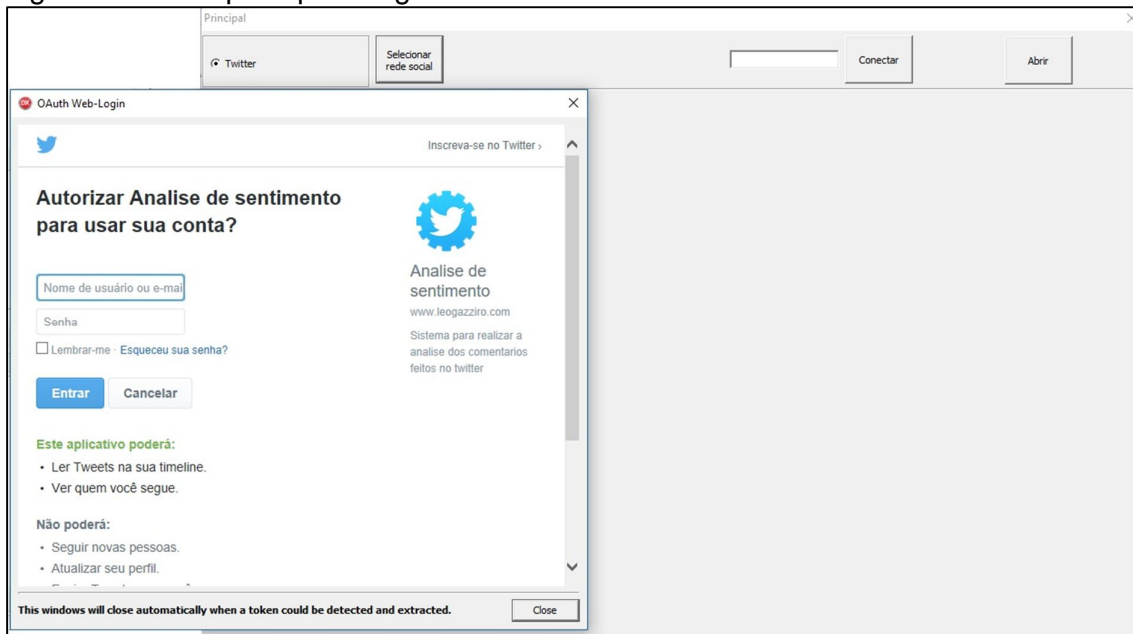 Principal
Twitter
Selecionar
rede social
Conectar
Abrir
OAuth Web-Login
Inscreva-se no Twitter ›
Autorizar Analise de sentimento
para usar sua conta?
Nome de usuário ou e-mai
Senha
Lembrar-me · Esqueceu sua senha?
Entrar
Cancelar
Analise de
sentimento
www.leogazziro.com
Sistema para realizar a
analise dos comentarios
feitos no twitter
Este aplicativo poderá:
• Ler Tweets na sua timeline.
• Ver quem você segue.
Não poderá:
• Seguir novas pessoas.
• Atualizar seu perfil.
This windows will close automatically when a token could be detected and extracted.
Close